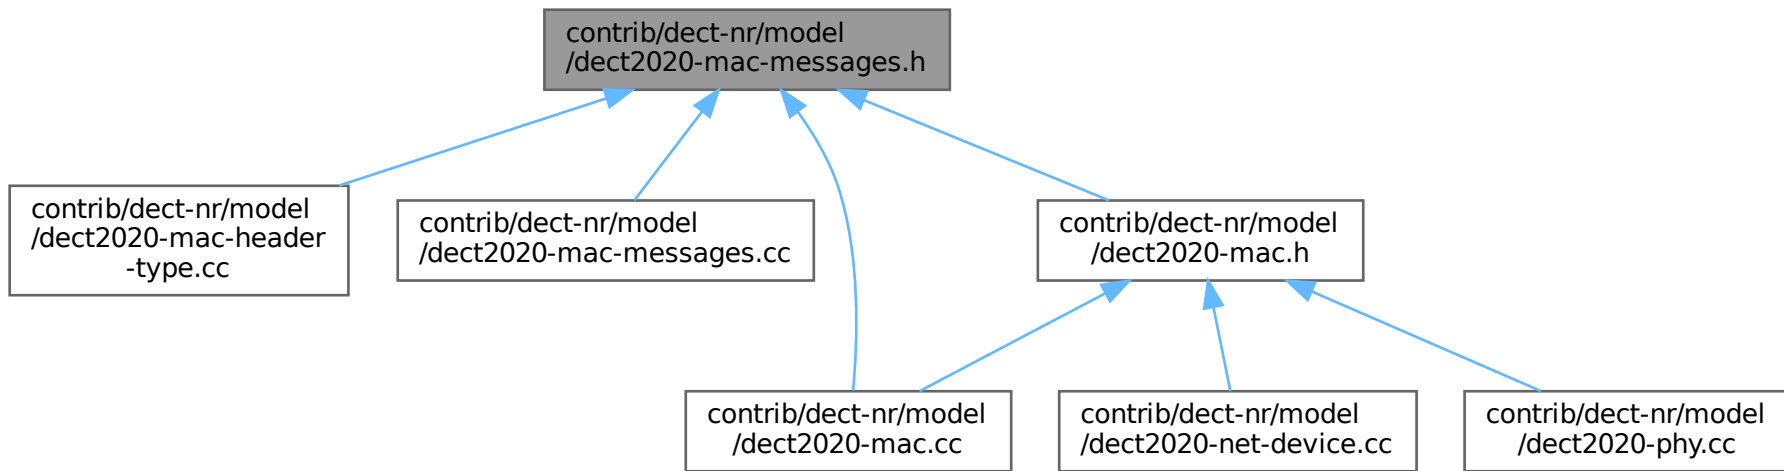 contrib/dect-nr/model
/dect2020-mac-messages.h
contrib/dect-nr/model
/dect2020-mac-header
-type.cc
contrib/dect-nr/model
/dect2020-mac-messages.cc
contrib/dect-nr/model
/dect2020-mac.h
contrib/dect-nr/model
/dect2020-mac.cc
contrib/dect-nr/model
/dect2020-net-device.cc
contrib/dect-nr/model
/dect2020-phy.cc